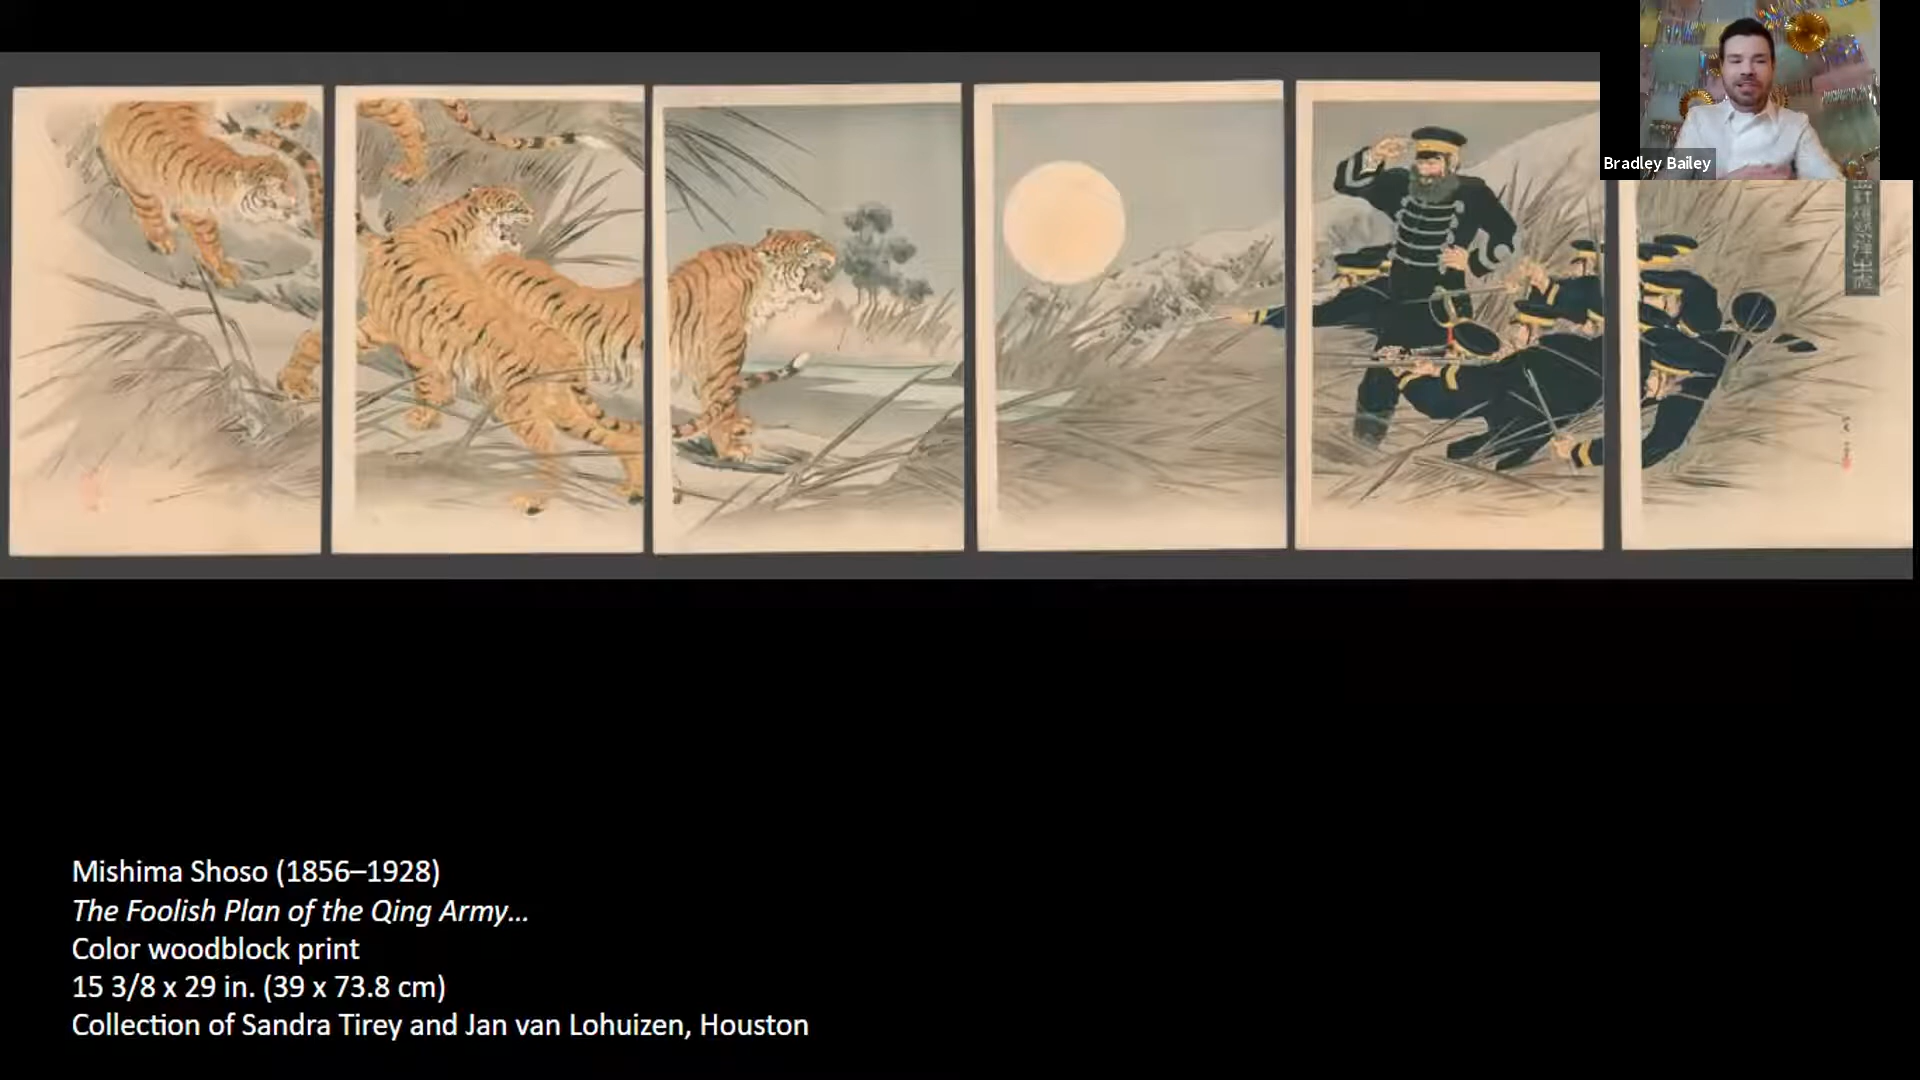 Bradley Bailey
Mishima Shoso (1856–1928)
The Foolish Plan of the Qing Army...
Color woodblock print
15 3/8 x 29 in. (39 x 73.8 cm)
Collection of Sandra Tirey and Jan van Lohuizen, Houston